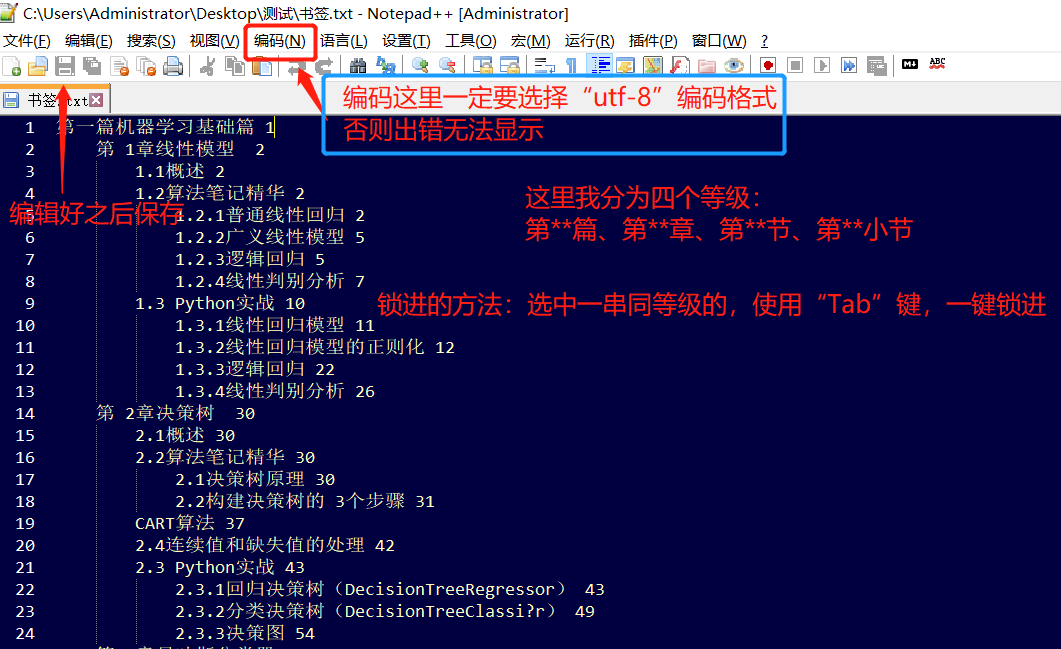 C:\Users\Administrator\Desktop\测试\书签.txt - Notepad++ [Administrator]
文件(F) 编辑(E) 搜索(S) 视图(V) 编码(N) 语言(L) 设置(T) 工具(O) 宏(M) 运行(R) 插件(P) 窗口(W) ?
书签.txt
编码这里一定要选择“utf-8”编码格式
否则出错无法显示
1 第一篇机器学习基础篇 1
2 第 1章线性模型 2
3 1.1概述 2
4 1.2算法笔记精华 2
这里我分为四个等级：
编辑好之后保存
5 1.2.1普通线性回归 2
第**篇、第**章、第**节、第**小节
6 1.2.2广义线性模型 5
7 1.2.3逻辑回归 5
8 1.2.4线性判别分析 7
9 1.3 Python实战 10
锁进的方法：选中一串同等级的，使用“Tab”键，一键锁进
10 1.3.1线性回归模型 11
11 1.3.2线性回归模型的正则化 12
12 1.3.3逻辑回归 22
13 1.3.4线性判别分析 26
14 第 2章决策树 30
15 2.1概述 30
16 2.2算法笔记精华 30
17 2.1决策树原理 30
18 2.2构建决策树的 3个步骤 31
19 CART算法 37
20 2.4连续值和缺失值的处理 42
21 2.3 Python实战 43
22 2.3.1回归决策树（DecisionTreeRegressor） 43
23 2.3.2分类决策树（DecisionTreeClassi?r） 49
24 2.3.3决策图 54